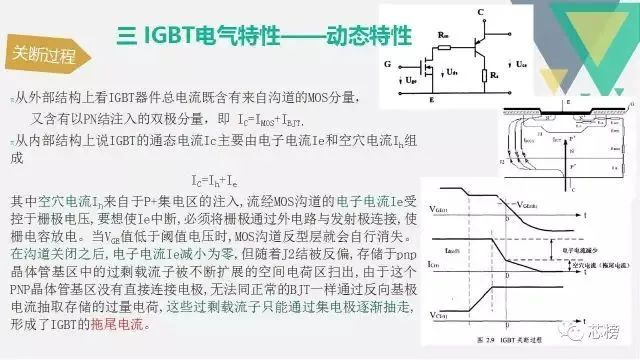 三 IGBT电气特性——动态特性
关断过程
从外部结构上看IGBT器件总电流既含有来自沟道的MOS分量，
又含有以PN结注入的双极分量，即 IC=IMOS+IBJT.
从内部结构上说IGBT的通态电流Ic主要由电子电流Ie和空穴电流Ih组
成
IC=Ih+Ie
其中空穴电流Ih来自于P+集电区的注入,流经MOS沟道的电子电流Ie受
控于栅极电压,要想使Ie中断,必须将栅极通过外电路与发射极连接,使
栅电容放电。当VGE值低于阈值电压时,MOS沟道反型层就会自行消失。
在沟道关闭之后,电子电流Ie减小为零,但随着J2结被反偏,存储于pnp
晶体管基区中的过剩载流子被不断扩展的空间电荷区扫出,由于这个
PNP晶体管基区没有直接连接电极,无法同正常的BJT一样通过反向基极
电流抽取存储的过量电荷,这些过剩载流子只能通过集电极逐渐抽走,
形成了IGBT的拖尾电流。
C
G
E
E
t
电子电流减少
空穴电流（拖尾电流）
t
t
图 2.9 IGBT 关断过程
芯榜